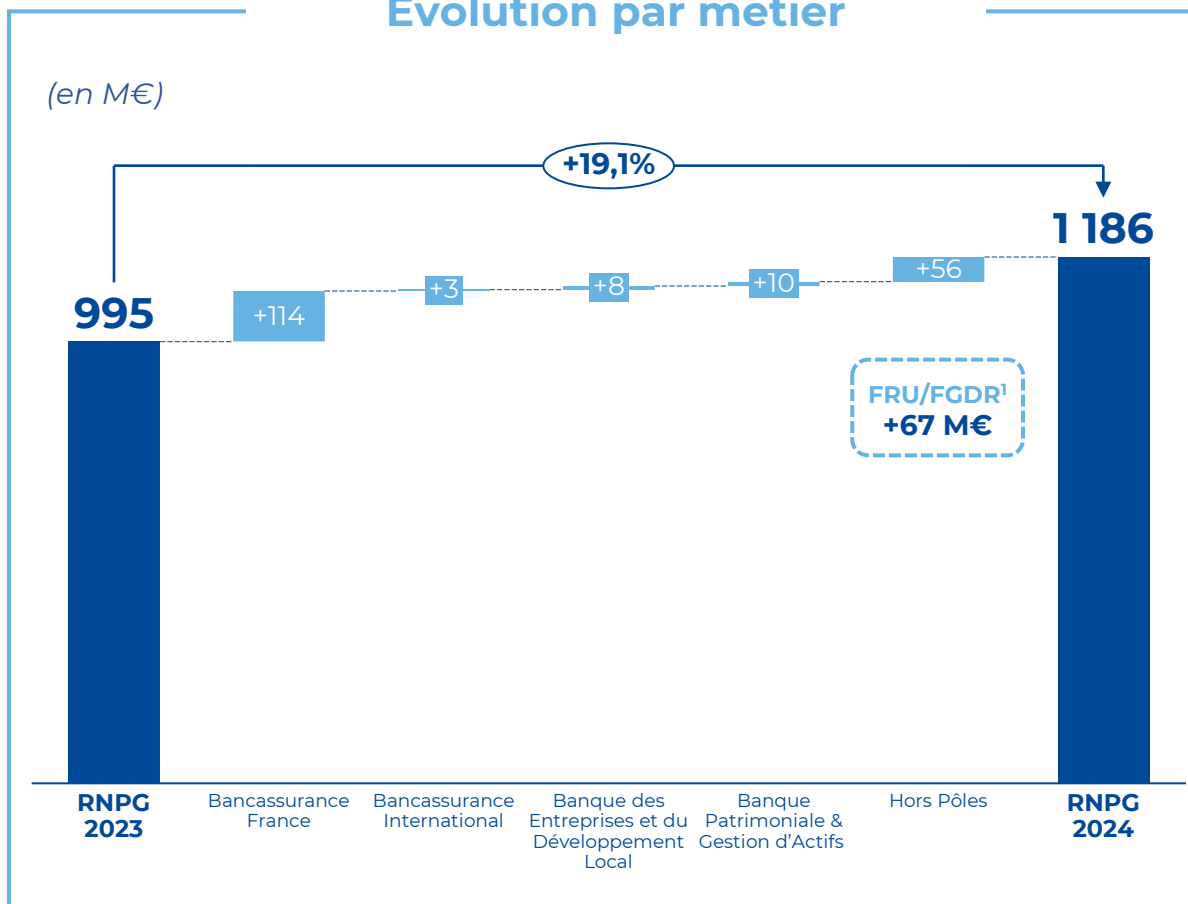 Évolution par métier
(en M€)
+19,1%
1 186
995
+114
+3
+8
+10
+56
FRU/FGDR¹
+67 M€
RNPG
2023
Bancassurance
France
Bancassurance
International
Banque des
Entreprises et du
Développement
Local
Banque
Patrimoniale &
Gestion d'Actifs
Hors Pôles
RNPG
2024